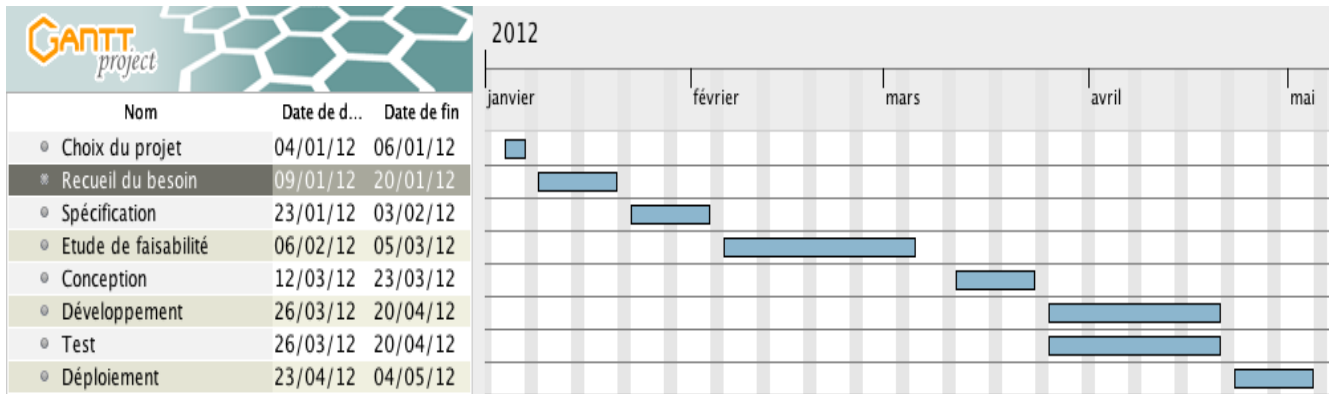 GANTT
project
2012
janvier février mars avril mai
Nom Date de d... Date de fin
Choix du projet 04/01/12 06/01/12
Recueil du besoin 09/01/12 20/01/12
Spécification 23/01/12 03/02/12
Etude de faisabilité 06/02/12 05/03/12
Conception 12/03/12 23/03/12
Développement 26/03/12 20/04/12
Test 26/03/12 20/04/12
Déploiement 23/04/12 04/05/12